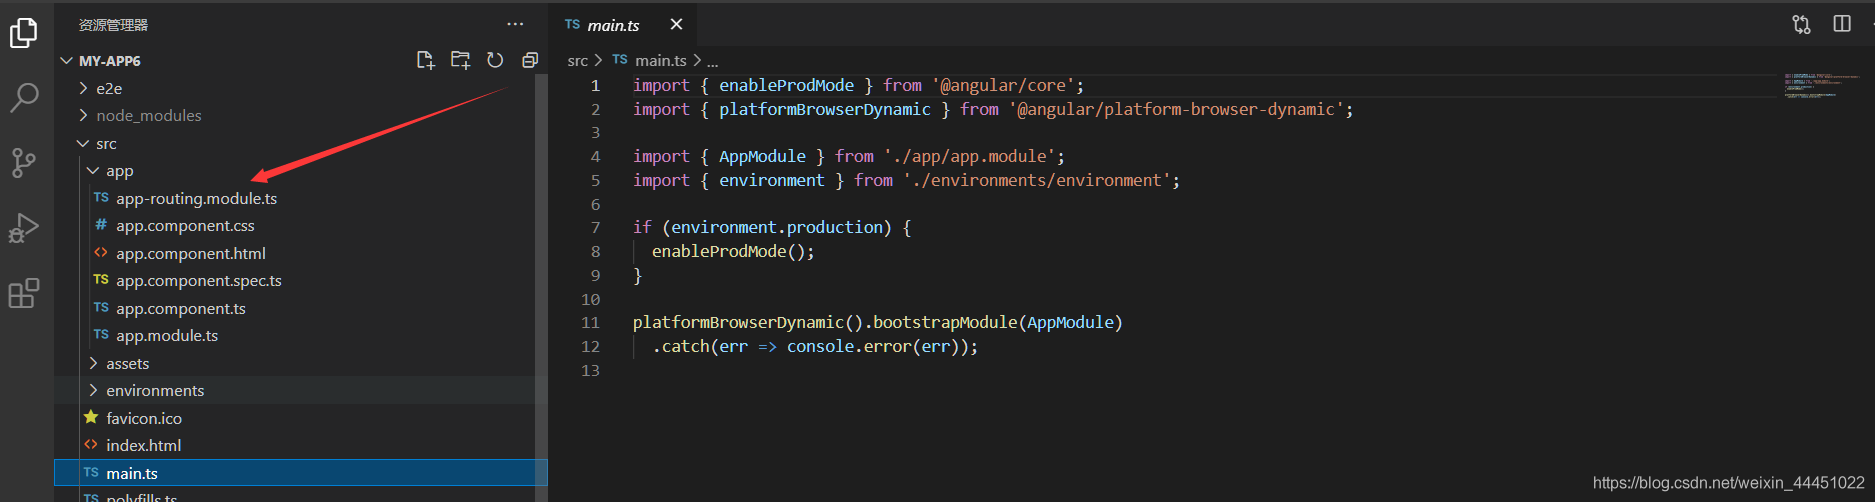 资源管理器
MY-APP6
e2e
node_modules
src
app
TS app-routing.module.ts
# app.component.css
<> app.component.html
TS app.component.spec.ts
TS app.component.ts
TS app.module.ts
assets
environments
favicon.ico
<> index.html
TS main.ts
TS polyfills.ts
TS main.ts
src > TS main.ts > ...
1 import { enableProdMode } from '@angular/core';
2 import { platformBrowserDynamic } from '@angular/platform-browser-dynamic';
3
4 import { AppModule } from './app/app.module';
5 import { environment } from './environments/environment';
6
7 if (environment.production) {
8 enableProdMode();
9 }
10
11 platformBrowserDynamic().bootstrapModule(AppModule)
12 .catch(err => console.error(err));
13
https://blog.csdn.net/weixin_44451022